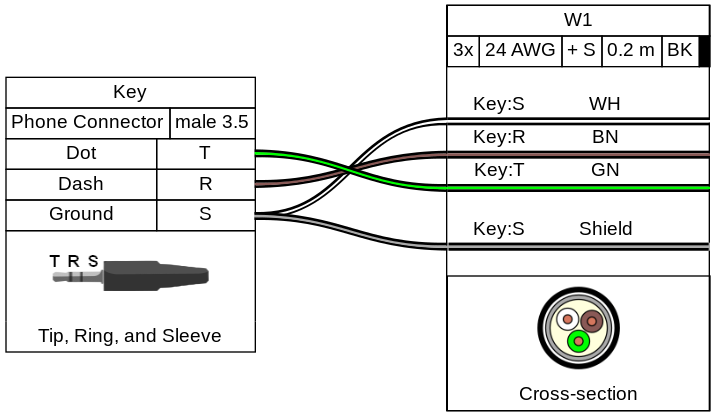 W1
3x 24 AWG + S 0.2 m BK
Key
Phone Connector male 3.5
Dot T
Dash R
Ground S
T R S
Tip, Ring, and Sleeve
Key:S WH
Key:R BN
Key:T GN
Key:S Shield
Cross-section